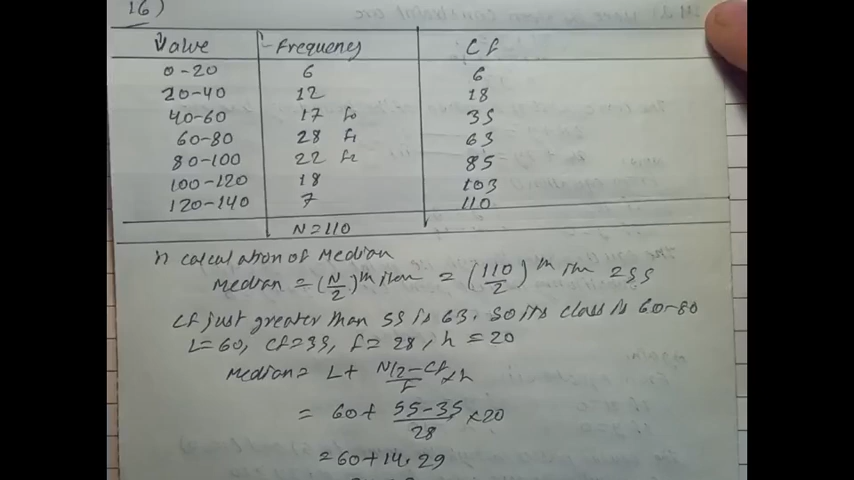 16)
Value Frequency Cf
0-20 6 6
20-40 12 18
40-60 17 f0 35
60-80 28 f1 63
80-100 22 f2 85
100-120 18 103
120-140 7 110
N=110
calculation of Median
Median = (N/2)th item = (110/2)th item = 55
Cf just greater than 55 is 63. So its class is 60-80
L=60, Cf=35, f=28, h=20
Median = L + N/2-Cf/f ×h
= 60+ 55-35/28 ×20
=60+14.29